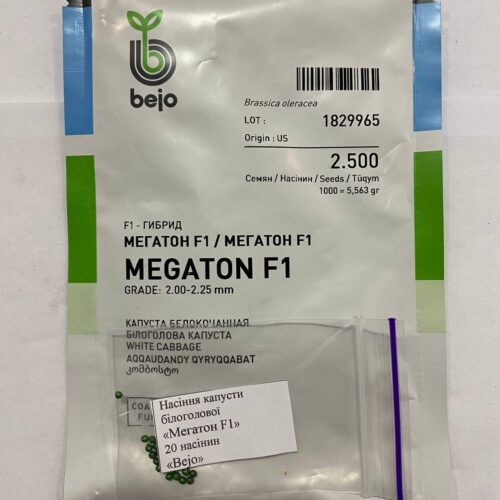 bejo
Brassica oleracea
LOT : 1829965
Origin : US
2.500
Семян / Насінин / Seeds / Tüqym
1000 = 5,563 gr
F1 - ГИБРИД
МЕГАТОН F1 / МЕГАТОН F1
MEGATON F1
GRADE: 2.00-2.25 mm
КАПУСТА БЕЛОКОЧАННАЯ
БІЛОГОЛОВА КАПУСТА
WHITE CABBAGE
AQQAUDANDY QYRYQQABAT
კომბოსტო
Насіння капусти
білоголової
«Мегатон F1»
20 насінин
«Bejo»